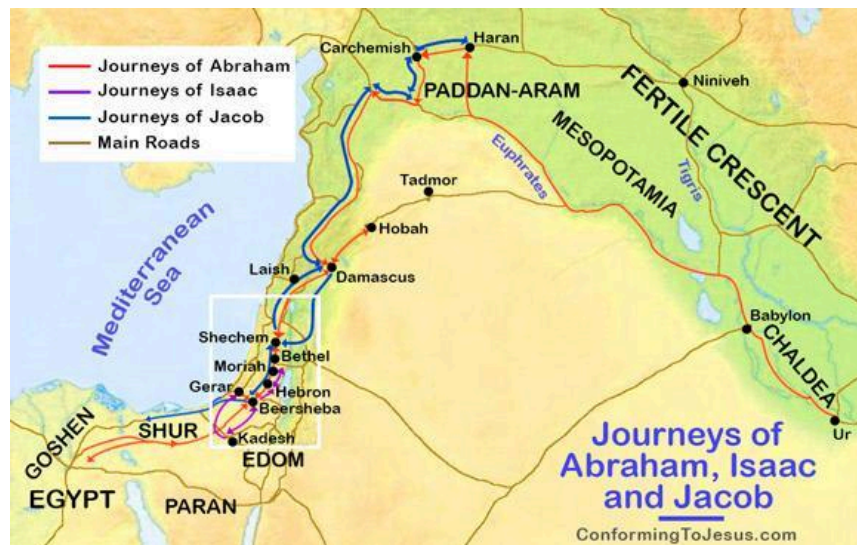 Journeys of Abraham
Journeys of Isaac
Journeys of Jacob
Main Roads
Carchemish
Haran
PADDAN-ARAM
Niniveh
FERTILE CRESCENT
MESOPOTAMIA
Euphrates
Tigris
Tadmor
Hobah
Mediterranean
Sea
Laish
Damascus
Shechem
Bethel
Moriah
Gerar
Hebron
Beersheba
Babylon
CHALDEA
Ur
GOSHEN
SHUR
Kadesh
EDOM
EGYPT
PARAN
Journeys of
Abraham, Isaac
and Jacob
ConformingToJesus.com